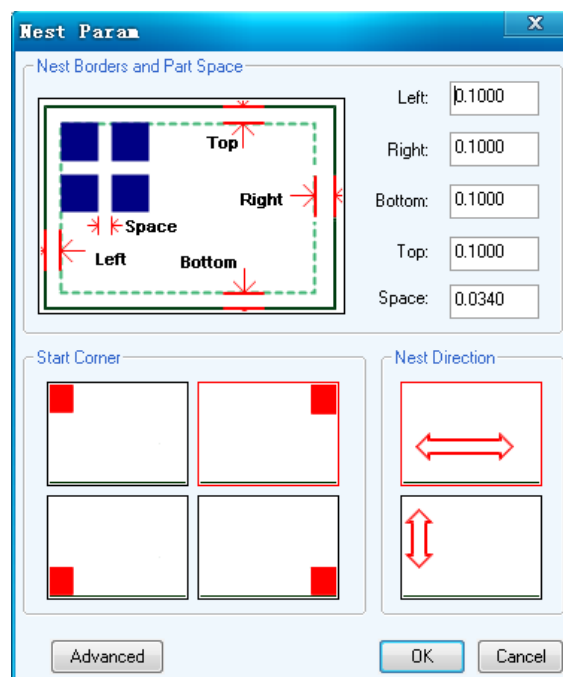 Nest Param
X
Nest Borders and Part Space
Top
Right
Space
Left
Bottom
Left: 0.1000
Right: 0.1000
Bottom: 0.1000
Top: 0.1000
Space: 0.0340
Start Corner
Nest Direction
Advanced
OK
Cancel